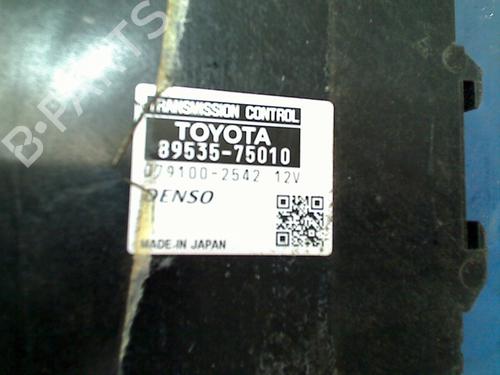 B-PARTS
TRANSMISSION CONTROL
TOYOTA
89535-75010
079100-2542 12V
DENSO
MADE IN JAPAN